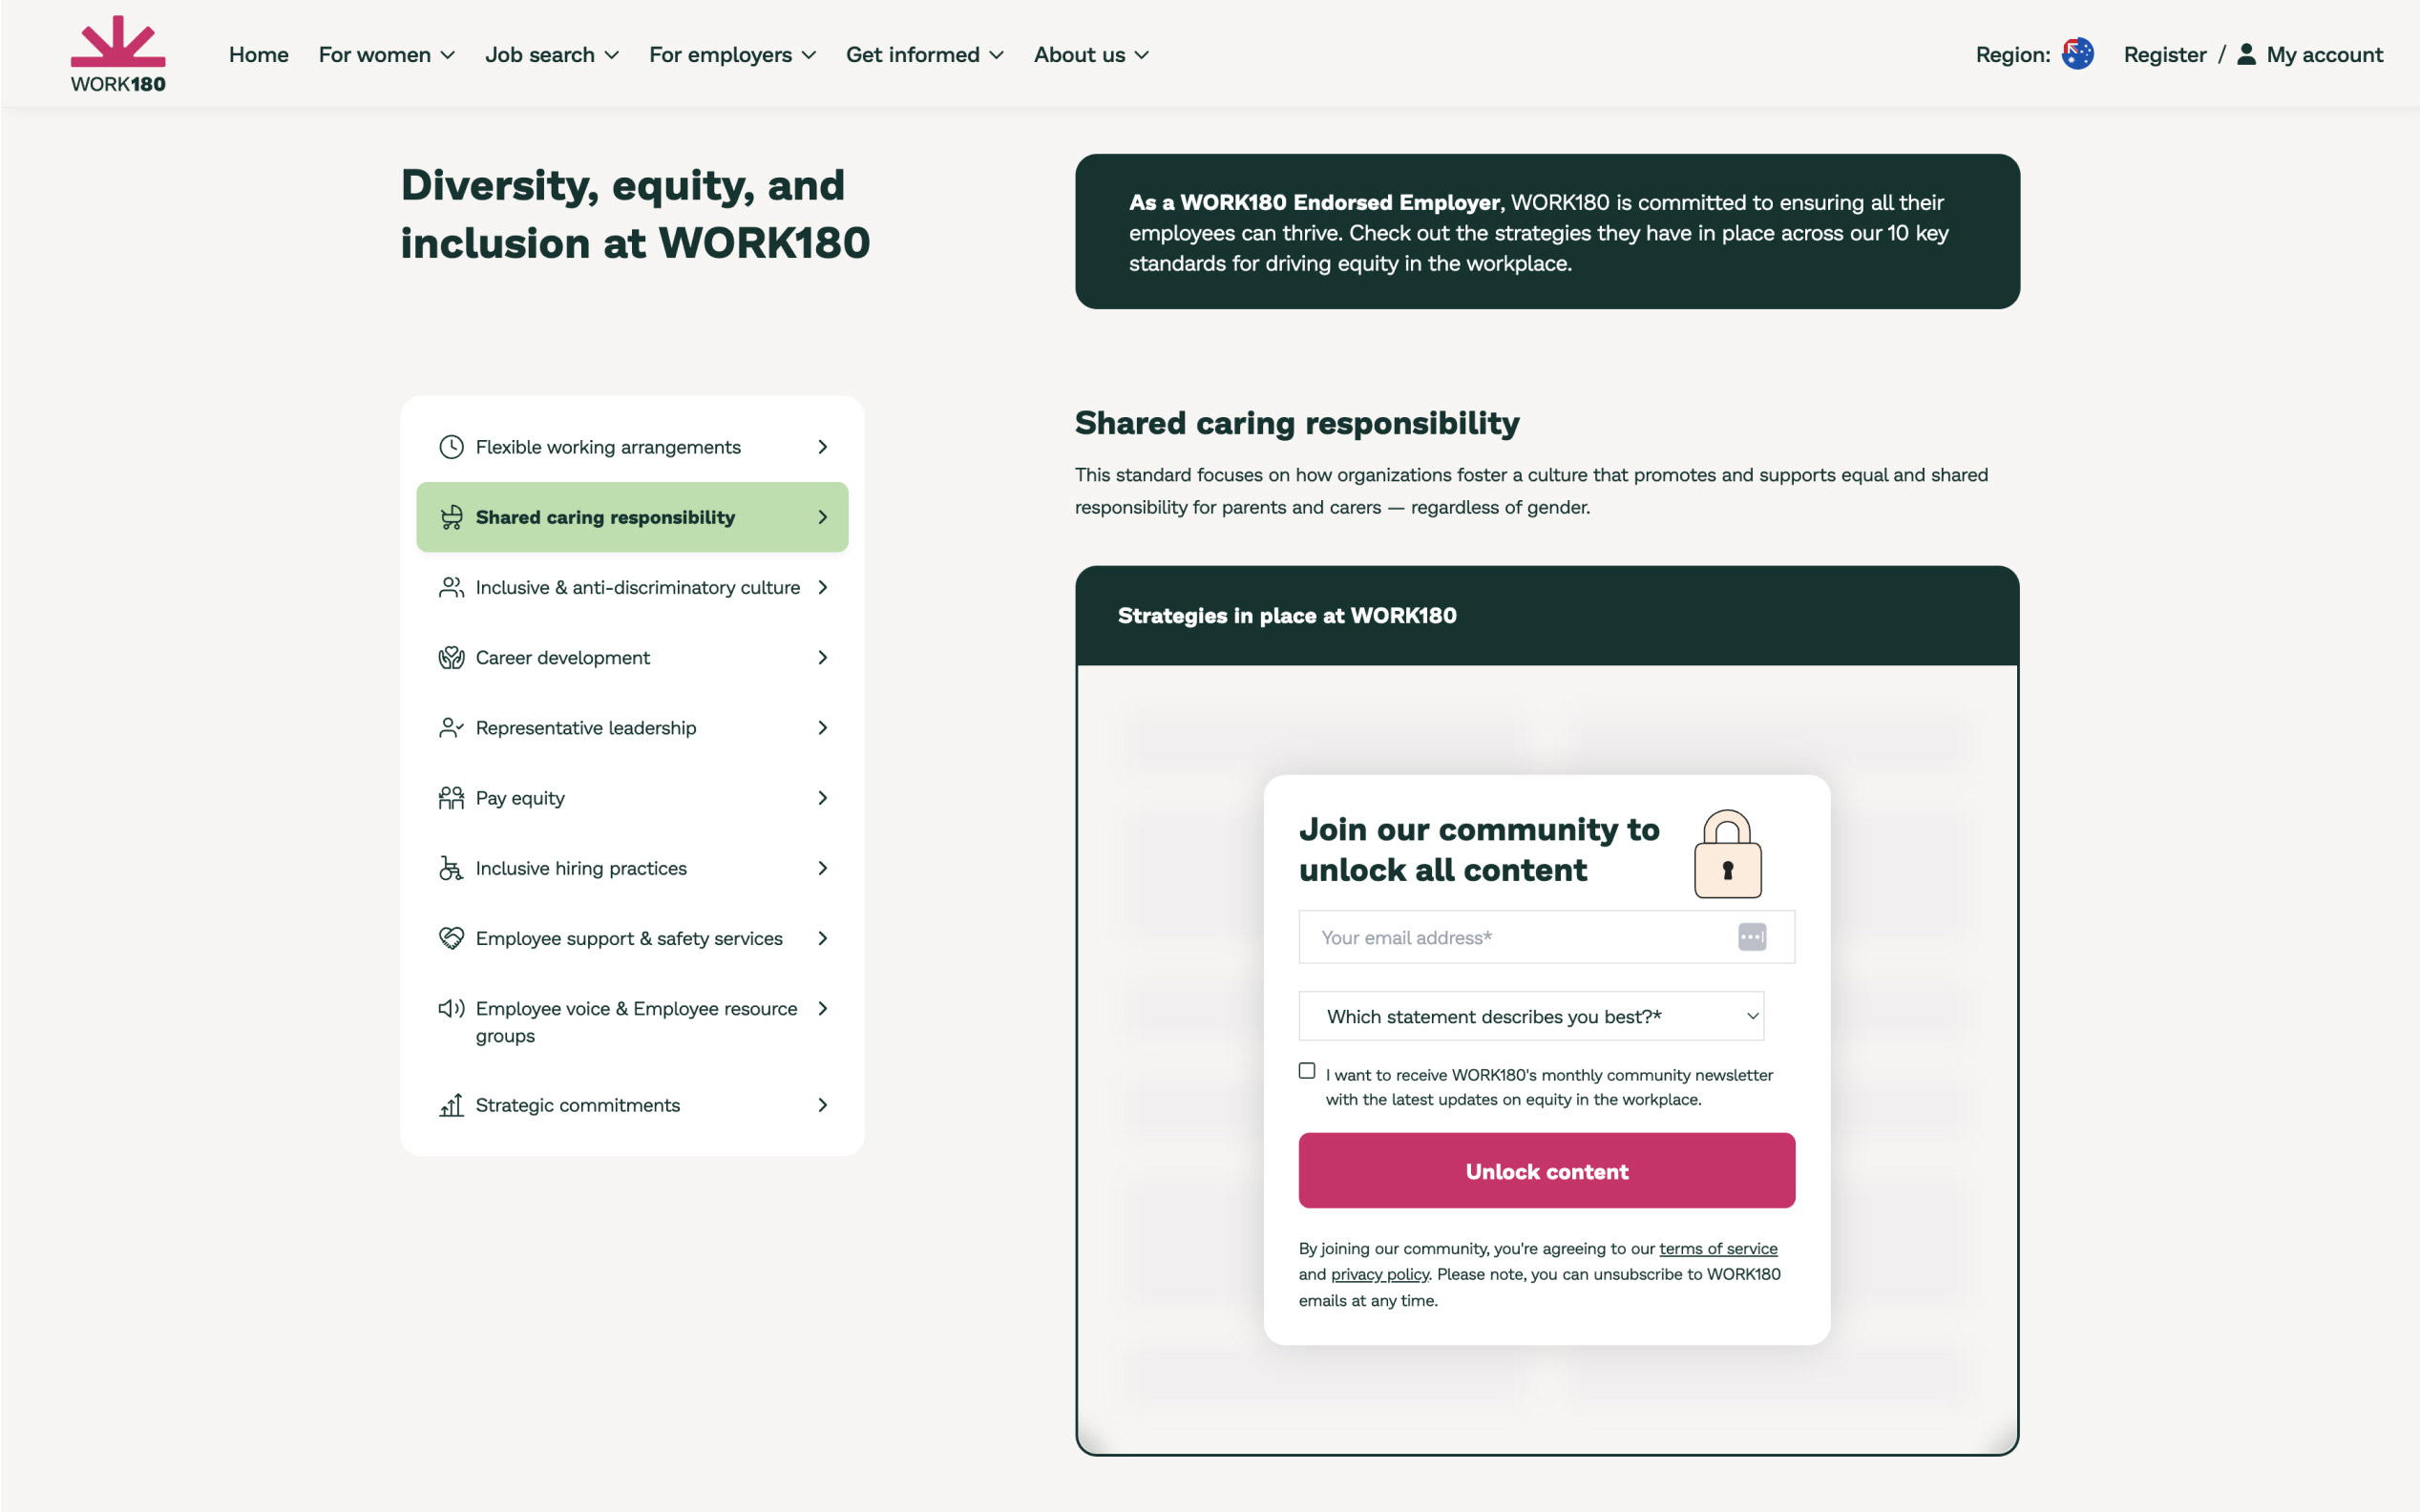 WORK180
Home
For women
Job search
For employers
Get informed
About us
Region:
Register / My account
Diversity, equity, and
inclusion at WORK180
As a WORK180 Endorsed Employer, WORK180 is committed to ensuring all their
employees can thrive. Check out the strategies they have in place across our 10 key
standards for driving equity in the workplace.
Flexible working arrangements
Shared caring responsibility
Inclusive & anti-discriminatory culture
Career development
Representative leadership
Pay equity
Inclusive hiring practices
Employee support & safety services
Employee voice & Employee resource
groups
Strategic commitments
Shared caring responsibility
This standard focuses on how organizations foster a culture that promotes and supports equal and shared
responsibility for parents and carers — regardless of gender.
Strategies in place at WORK180
Join our community to
unlock all content
Your email address*
Which statement describes you best?*
I want to receive WORK180's monthly community newsletter
with the latest updates on equity in the workplace.
Unlock content
By joining our community, you're agreeing to our terms of service
and privacy policy. Please note, you can unsubscribe to WORK180
emails at any time.